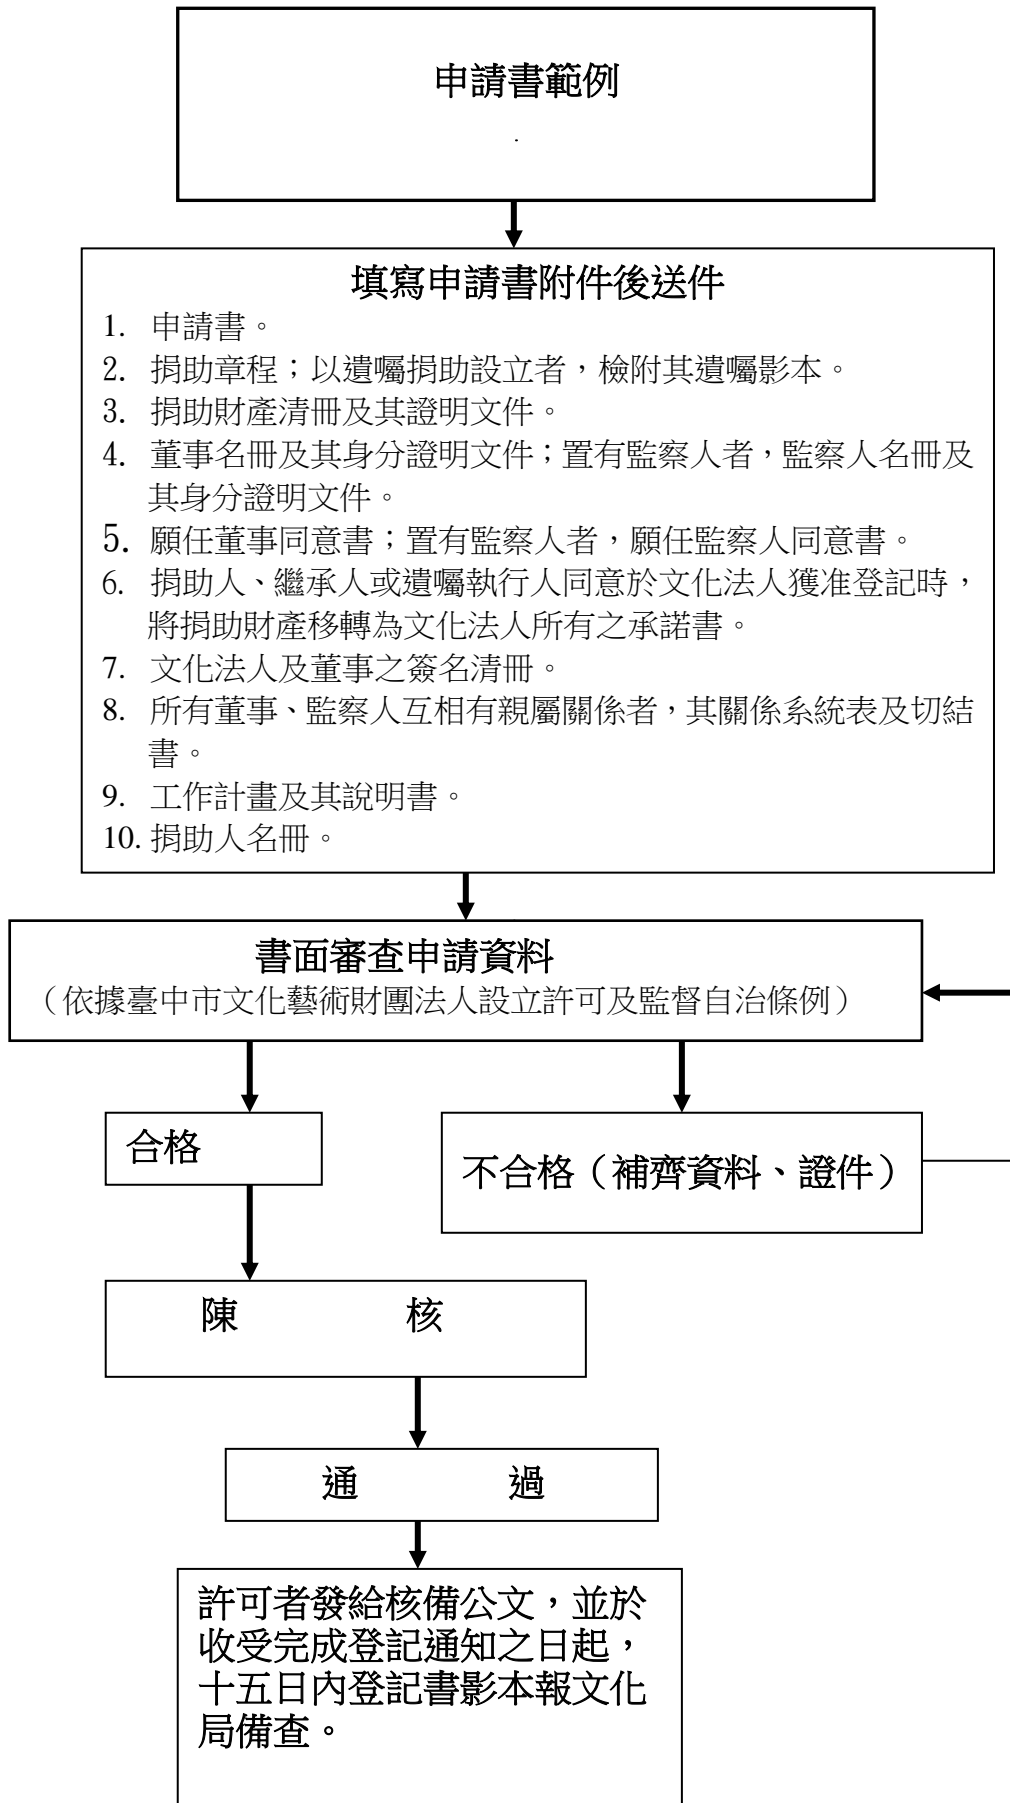 申請書範例
.
填寫申請書附件後送件
1. 申請書。
2. 捐助章程；以遺囑捐助設立者，檢附其遺囑影本。
3. 捐助財產清冊及其證明文件。
4. 董事名冊及其身分證明文件；置有監察人者，監察人名冊及
其身分證明文件。
5. 願任董事同意書；置有監察人者，願任監察人同意書。
6. 捐助人、繼承人或遺囑執行人同意於文化法人獲准登記時，
將捐助財產移轉為文化法人所有之承諾書。
7. 文化法人及董事之簽名清冊。
8. 所有董事、監察人互相有親屬關係者，其關係系統表及切結
書。
9. 工作計畫及其說明書。
10. 捐助人名冊。
書面審查申請資料
（依據臺中市文化藝術財團法人設立許可及監督自治條例）
合格
不合格（補齊資料、證件）
陳 核
通 過
許可者發給核備公文，並於
收受完成登記通知之日起，
十五日內登記書影本報文化
局備查。